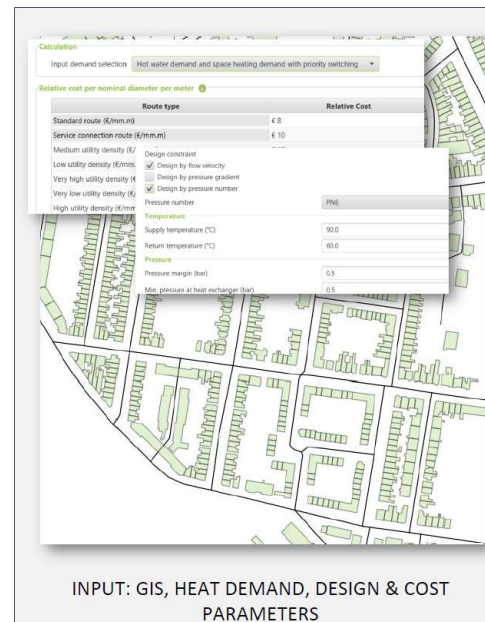 Calculation
Input demand selection Hot water demand and space heating demand with priority switching
Relative cost per nominal diameter per meter
Route type Relative Cost
Standard route (€/mm.m) € 8
Service connection route (€/mm.m) € 10
Medium utility density (€/
Low utility density (€/mm.
Very high utility density (€
Very low utility density (€/
High utility density (€/mm
Design constraint
Design by flow velocity
Design by pressure gradient
Design by pressure number
Pressure number PN6
Temperature
Supply temperature (°C) 90.0
Return temperature (°C) 60.0
Pressure
Pressure margin (bar) 0.5
Min. pressure at heat exchanger (bar) 0.5
INPUT: GIS, HEAT DEMAND, DESIGN & COST
PARAMETERS